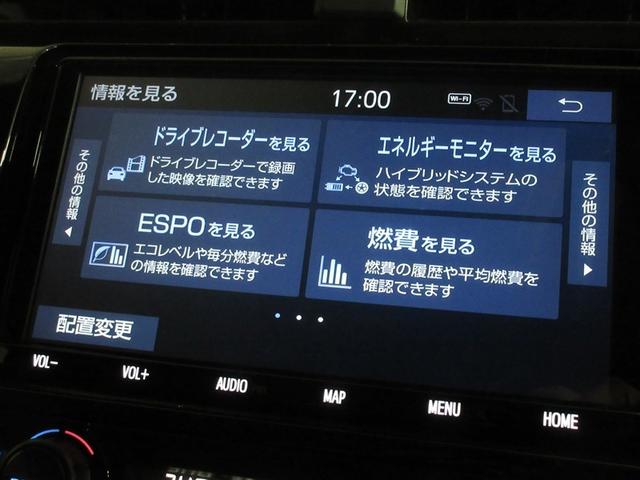 情報を見る
17:00
Wi-Fi
ドライブレコーダーを見る
ドライブレコーダーで録画
した映像を確認できます
エネルギーモニターを見る
ハイブリッドシステムの
状態を確認できます
その他の情報
その他の情報
ESPOを見る
エコレベルや毎分燃費など
の情報を確認できます
燃費を見る
燃費の履歴や平均燃費を
確認できます
配置変更
VOL-
VOL+
AUDIO
MAP
MENU
HOME